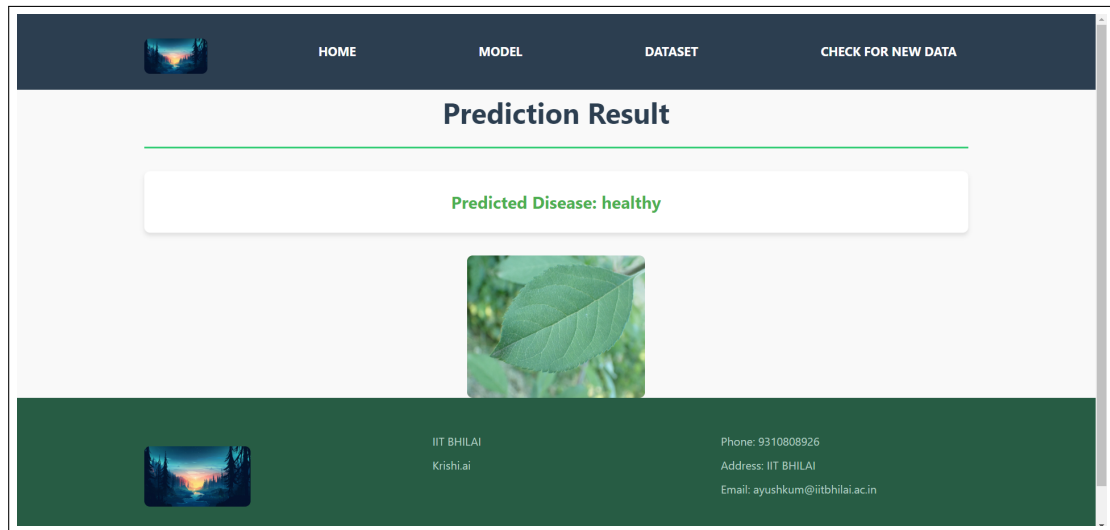 HOME MODEL DATASET CHECK FOR NEW DATA
Prediction Result
Predicted Disease: healthy
IIT BHILAI
Krishi.ai
Phone: 9310808926
Address: IIT BHILAI
Email: ayushkum@iitbhilai.ac.in